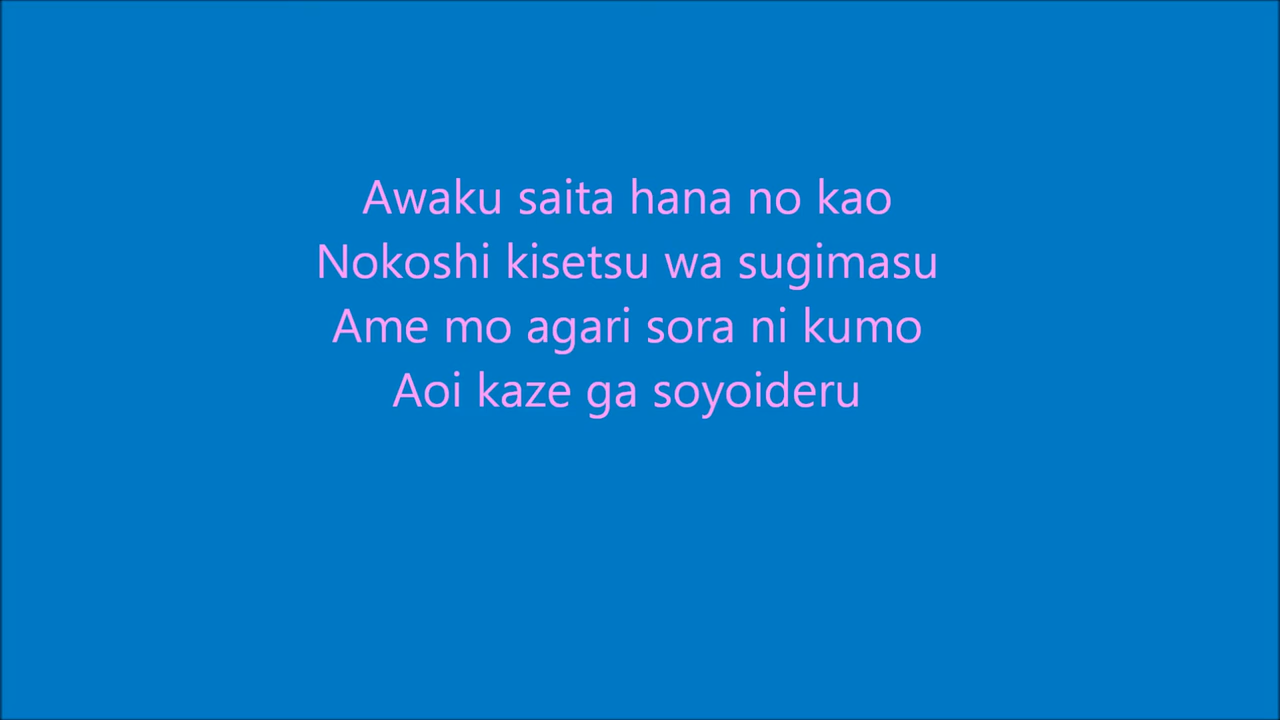 Awaku saita hana no kao
Nokoshi kisetsu wa sugimasu
Ame mo agari sora ni kumo
Aoi kaze ga soyoideru